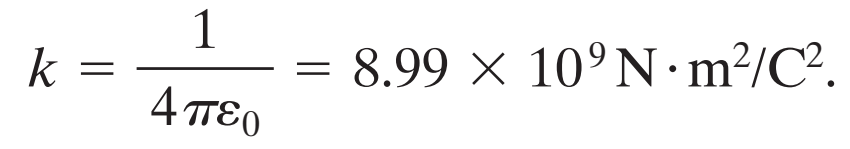 k = 1/(4πε₀) = 8.99 × 10⁹ N·m²/C².